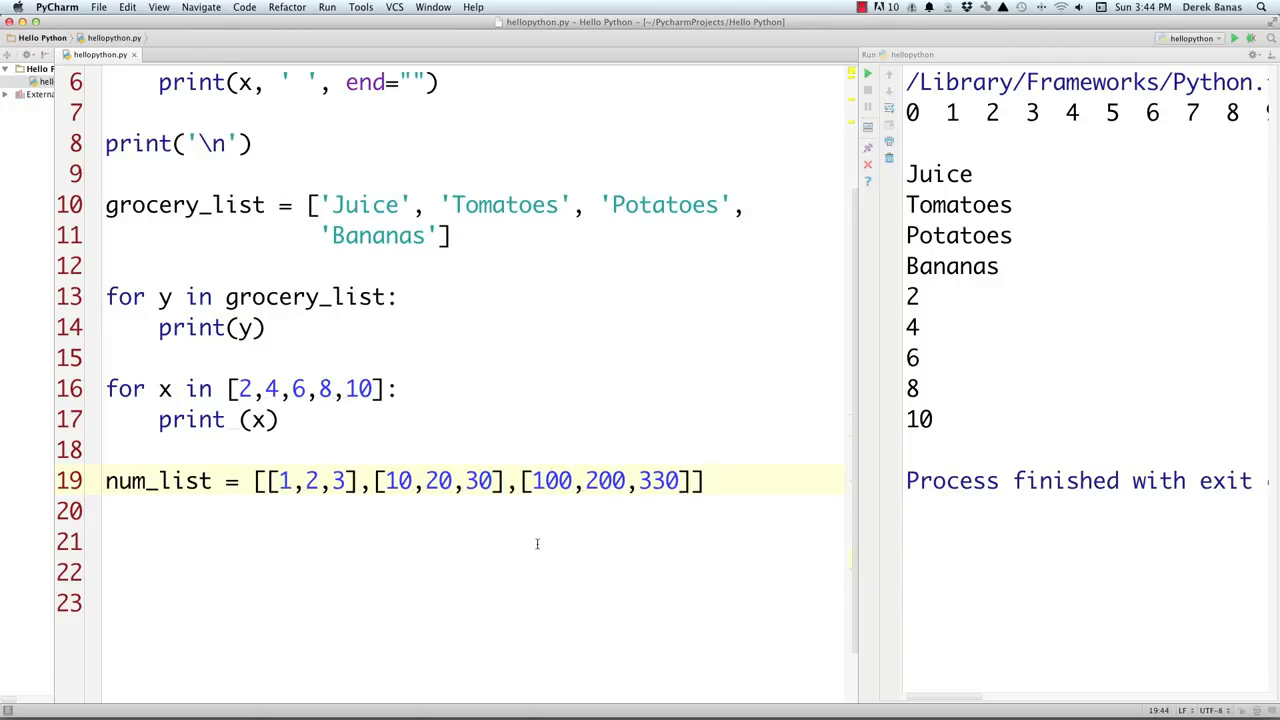 PyCharm File Edit View Navigate Code Refactor Run Tools VCS Window Help 10 Sun 3:44 PM Derek Banas
hellopython.py – Hello Python – [~/PycharmProjects/Hello Python]
Hello Python hellopython.py hellopython
hellopython.py Run hellopython
Hello P
hell
Externa
6 print(x, ' ', end="")
7
8 print('\n')
9
10 grocery_list = ['Juice', 'Tomatoes', 'Potatoes',
11 'Bananas']
12
13 for y in grocery_list:
14 print(y)
15
16 for x in [2,4,6,8,10]:
17 print (x)
18
19 num_list = [[1,2,3],[10,20,30],[100,200,330]]
20
21
22
23
/Library/Frameworks/Python.
0 1 2 3 4 5 6 7 8 9
Juice
Tomatoes
Potatoes
Bananas
2
4
6
8
10
Process finished with exit
19:44 LF UTF-8